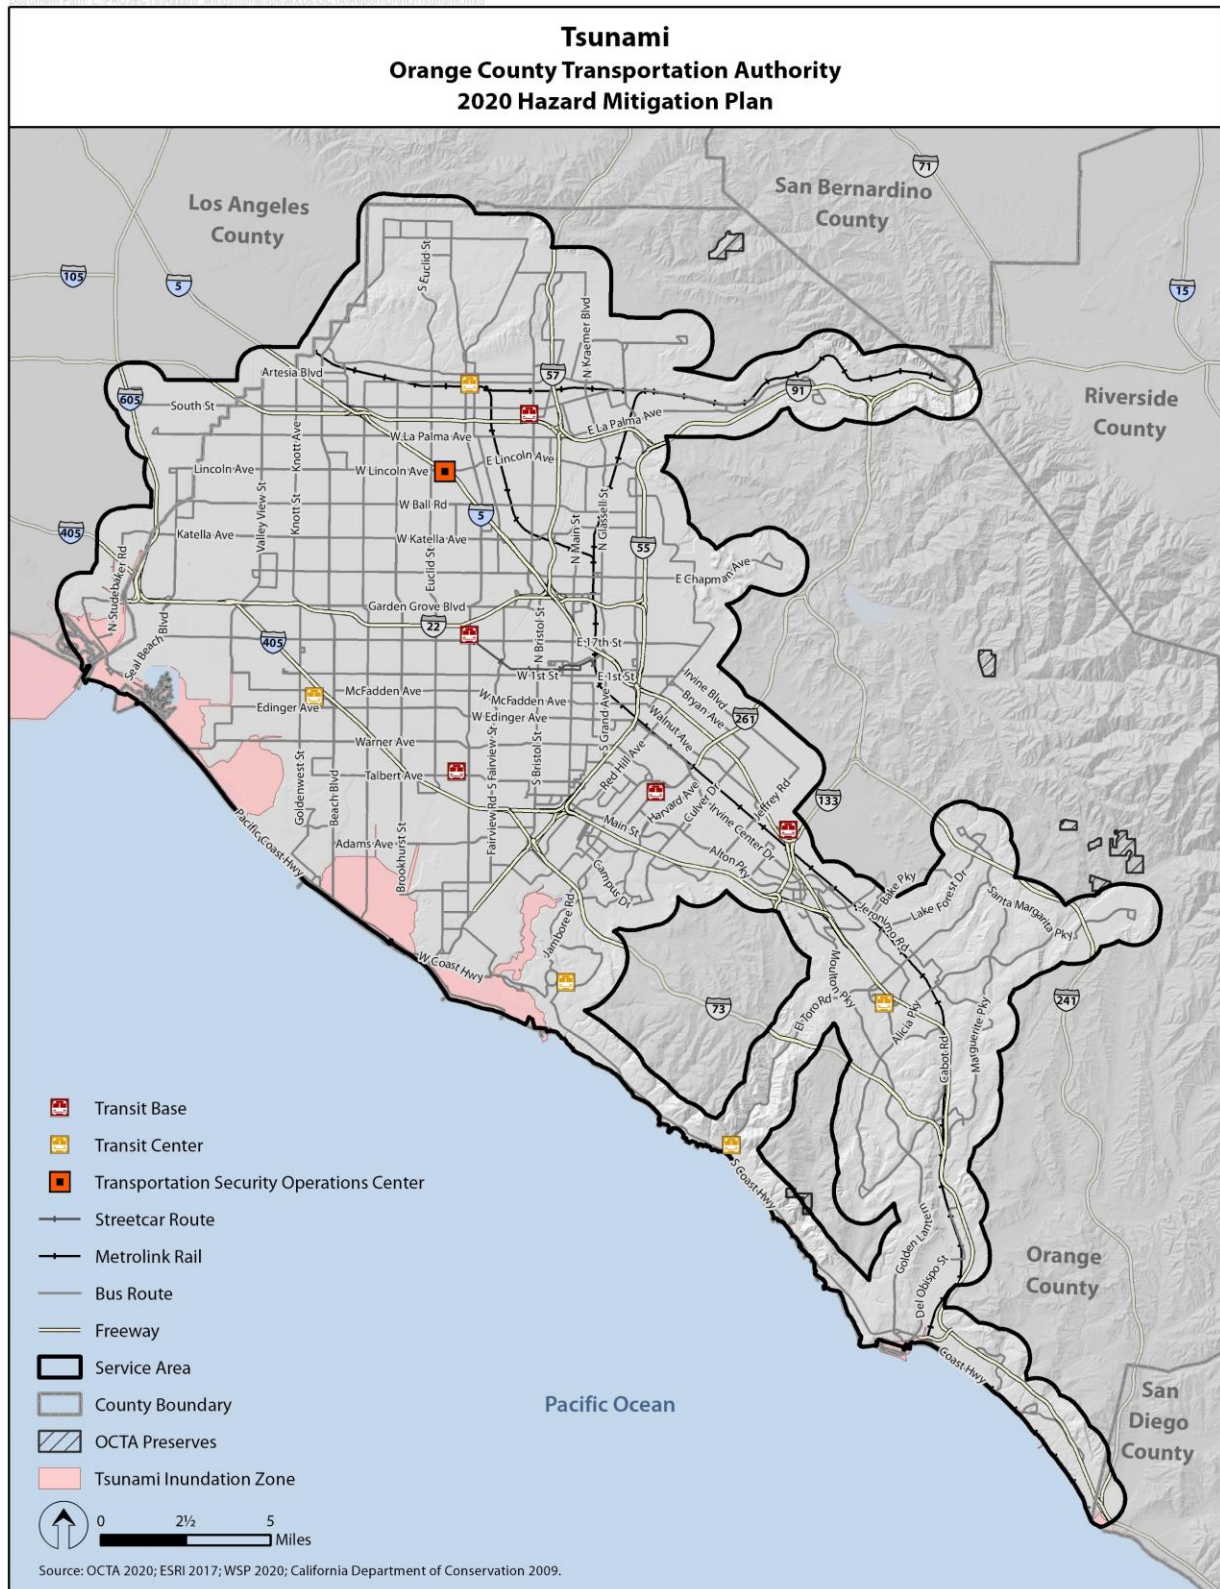 Tsunami
Orange County Transportation Authority
2020 Hazard Mitigation Plan
Los Angeles
County
San Bernardino
County
71
105
5
15
S Euclid St
N Kraemer Blvd
Artesia Blvd
57
91
Riverside
County
605
South St
Knott Ave
W La Palma Ave
E La Palma Ave
Lincoln Ave
W Lincoln Ave
E Lincoln Ave
Valley View St
Knott St
W Ball Rd
5
N Main St
N Glassell St
405
Katella Ave
W Katella Ave
55
N Studebaker Rd
Euclid St
E Chapman Ave
Garden Grove Blvd
22
Seal Beach Blvd
405
N Bristol St
E 17th St
W 1st St
E 1st St
Irvine Blvd
Bryan Ave
McFadden Ave
W McFadden Ave
Edinger Ave
W Edinger Ave
261
Warner Ave
Walnut Ave
S Grand Ave
Talbert Ave
S Fairview St
S Bristol St
Red Hill Ave
Goldenwest St
Beach Blvd
Harvard Ave
Culver Dr
Jeffrey Rd
133
Pacific Coast Hwy
Fairview Rd
Main St
Irvine Center Dr
Adams Ave
Brookhurst St
Alton Pky
Campus Dr
Bake Pky
Lake Forest Dr
Santa Margarita Pky
Jeronimo Rd
Jamboree Rd
W Coast Hwy
Moulton Pky
El Toro Rd
73
Alicia Pky
241
Marguerite Pky
Cabot Rd
S Coast Hwy
Golden Lantern
Del Obispo St
Orange
County
Coast Hwy
San
Diego
County
Pacific Ocean
Transit Base
Transit Center
Transportation Security Operations Center
Streetcar Route
Metrolink Rail
Bus Route
Freeway
Service Area
County Boundary
OCTA Preserves
Tsunami Inundation Zone
0 2½ 5
Miles
Source: OCTA 2020; ESRI 2017; WSP 2020; California Department of Conservation 2009.